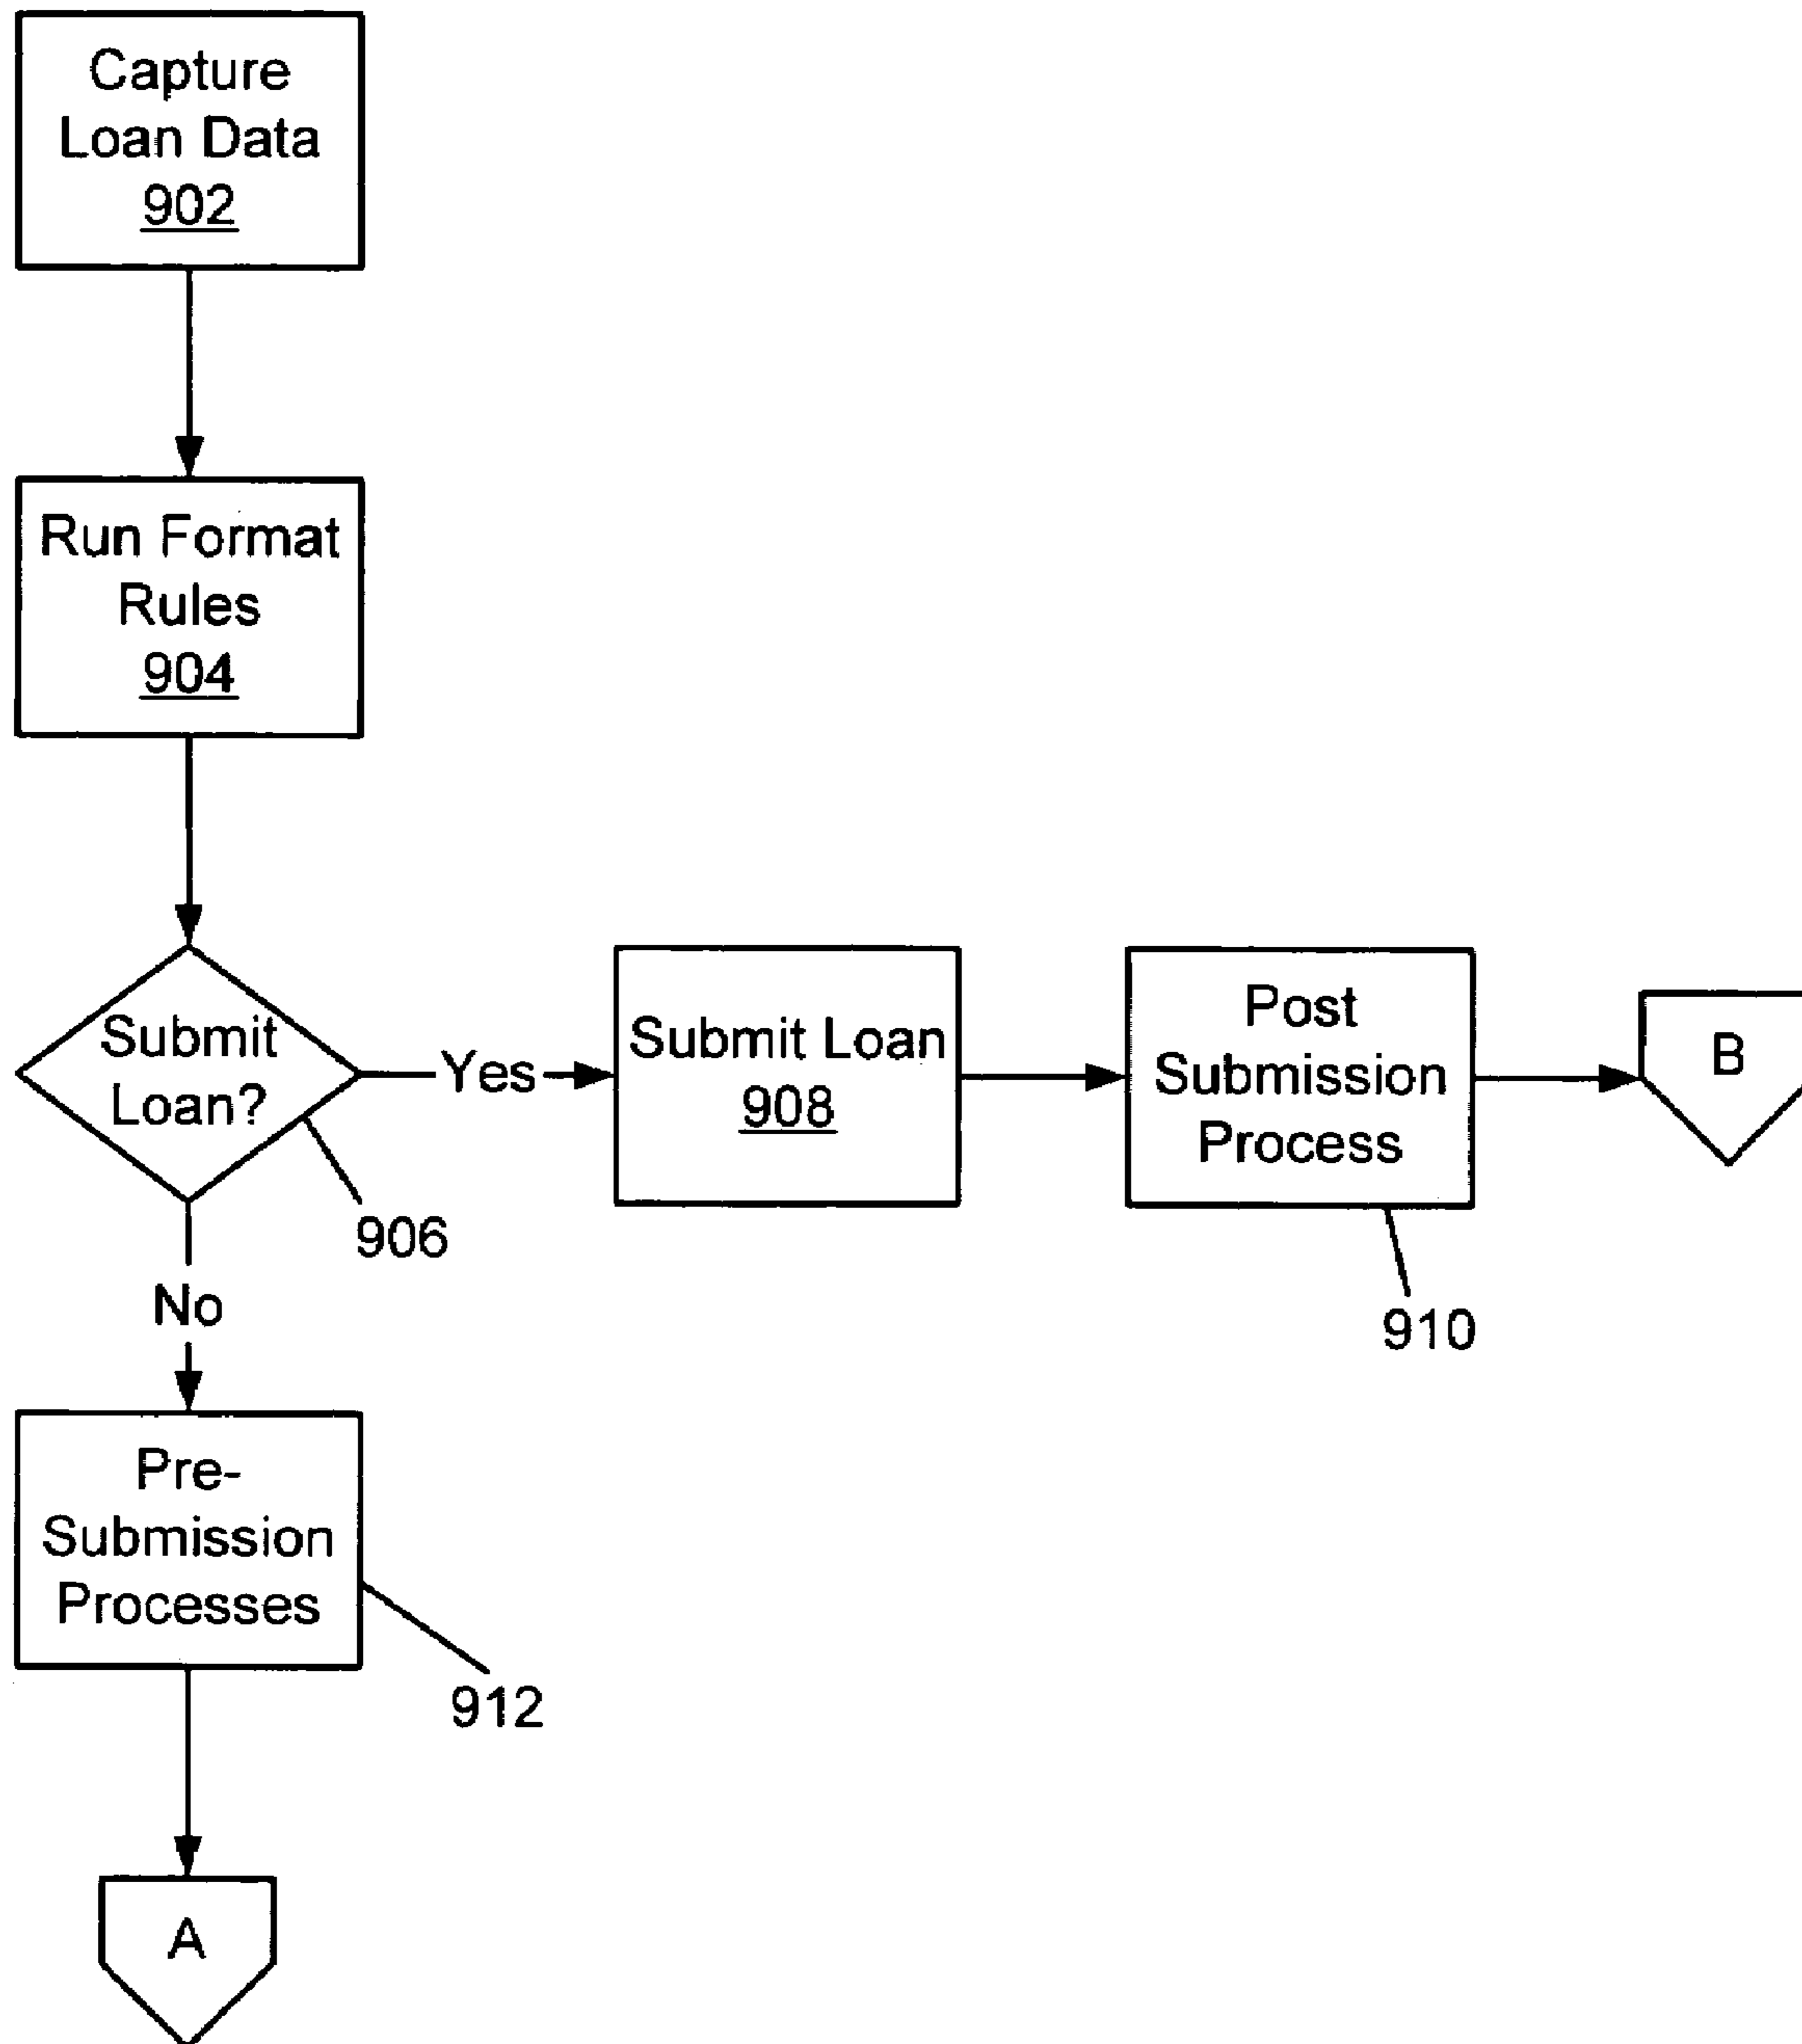 Capture
Loan Data
902
Run Format
Rules
904
Submit
Loan?
906
Yes
Submit Loan
908
Post
Submission
Process
910
B
No
Pre-
Submission
Processes
912
A